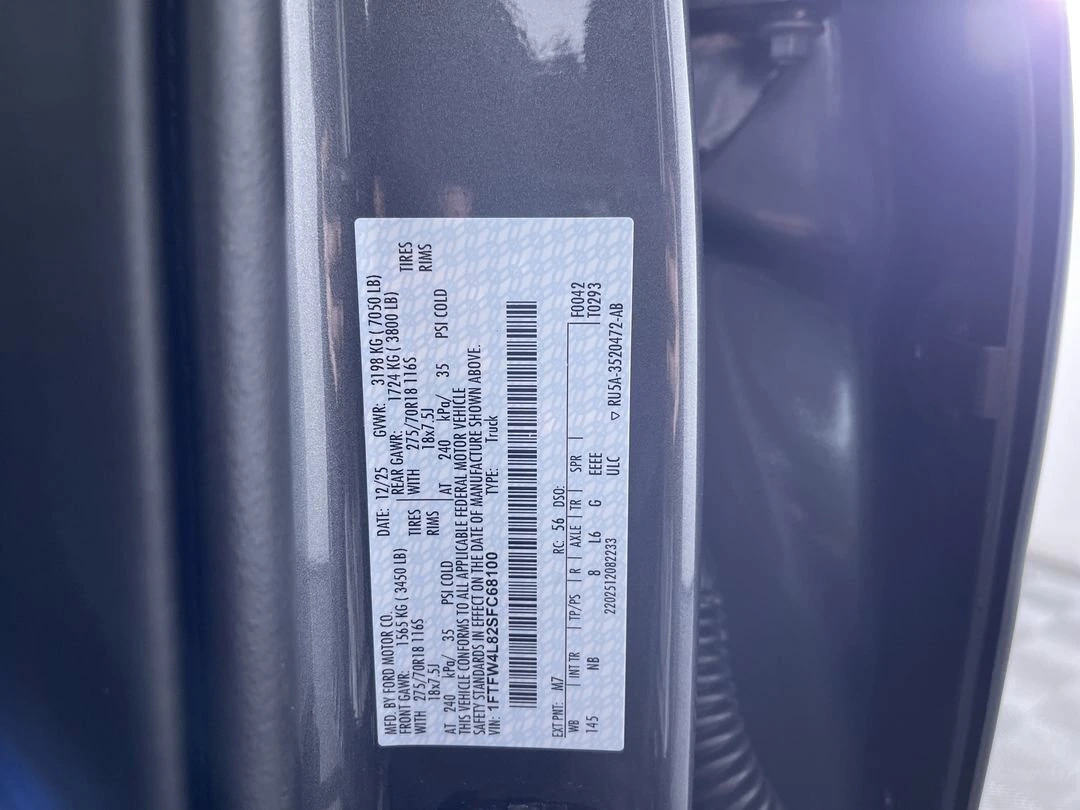 MFD. BY FORD MOTOR CO.
DATE: 12/25 GVWR: 3198 KG ( 7050 LB)
FRONT GAWR: 1565 KG ( 3450 LB) REAR GAWR: 1724 KG ( 3800 LB)
WITH 275/70R18 116S TIRES WITH 275/70R18 116S TIRES
18x7.5J RIMS 18x7.5J RIMS
AT 240 kPa/ 35 PSI COLD AT 240 kPa/ 35 PSI COLD
THIS VEHICLE CONFORMS TO ALL APPLICABLE FEDERAL MOTOR VEHICLE
SAFETY STANDARDS IN EFFECT ON THE DATE OF MANUFACTURE SHOWN ABOVE.
VIN: 1FTFW4L82SFC68100 TYPE: Truck
EXT PNT: M7 RC: 56 DSO: F0042
WB | INT TR | TP/PS | R | AXLE | TR | SPR | T0293
145 NB 8 L6 G EEEE
2202512082233 ULC ▽ RU5A-3520472-AB